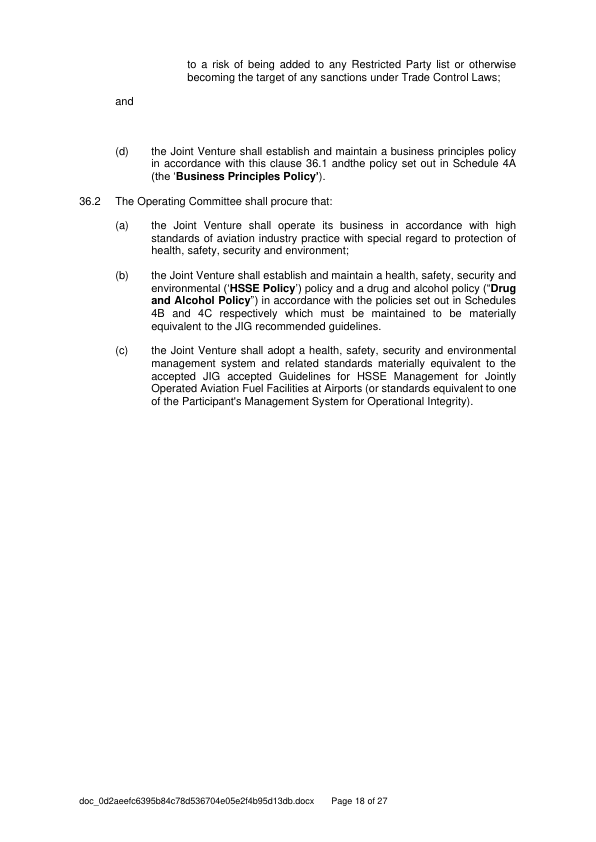 to a risk of being added to any Restricted Party list or otherwise
becoming the target of any sanctions under Trade Control Laws;
and
(d) the Joint Venture shall establish and maintain a business principles policy
in accordance with this clause 36.1 andthe policy set out in Schedule 4A
(the 'Business Principles Policy').
36.2 The Operating Committee shall procure that:
(a) the Joint Venture shall operate its business in accordance with high
standards of aviation industry practice with special regard to protection of
health, safety, security and environment;
(b) the Joint Venture shall establish and maintain a health, safety, security and
environmental ('HSSE Policy') policy and a drug and alcohol policy ("Drug
and Alcohol Policy") in accordance with the policies set out in Schedules
4B and 4C respectively which must be maintained to be materially
equivalent to the JIG recommended guidelines.
(c) the Joint Venture shall adopt a health, safety, security and environmental
management system and related standards materially equivalent to the
accepted JIG accepted Guidelines for HSSE Management for Jointly
Operated Aviation Fuel Facilities at Airports (or standards equivalent to one
of the Participant's Management System for Operational Integrity).
doc_0d2aeefc6395b84c78d536704e05e2f4b95d13db.docx Page 18 of 27